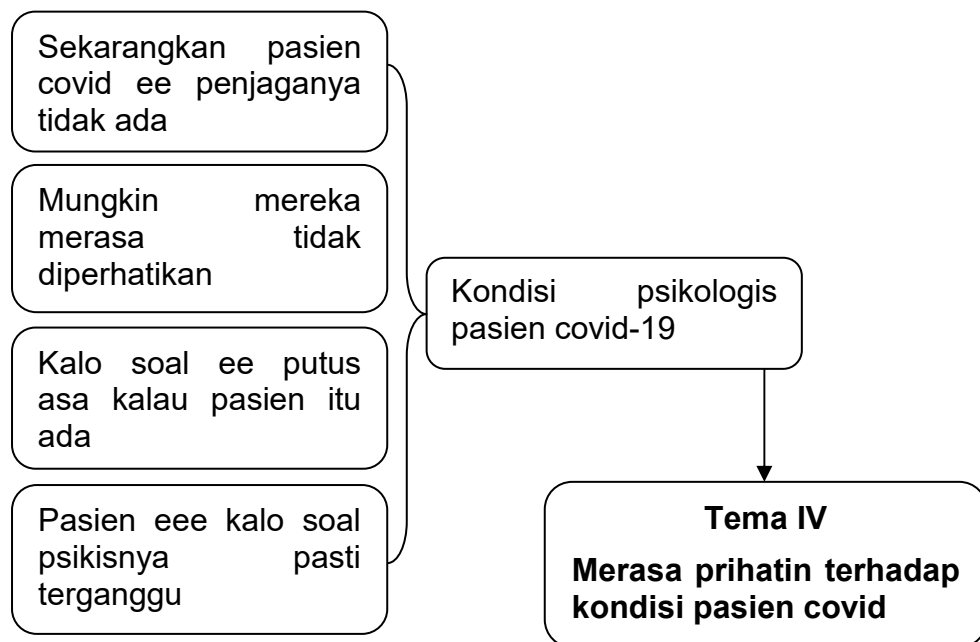 Sekarangkan pasien
covid ee penjaganya
tidak ada
Mungkin mereka
merasa tidak
diperhatikan
Kalo soal ee putus
asa kalau pasien itu
ada
Pasien eee kalo soal
psikisnya pasti
terganggu
Kondisi psikologis
pasien covid-19
Tema IV
Merasa prihatin terhadap
kondisi pasien covid